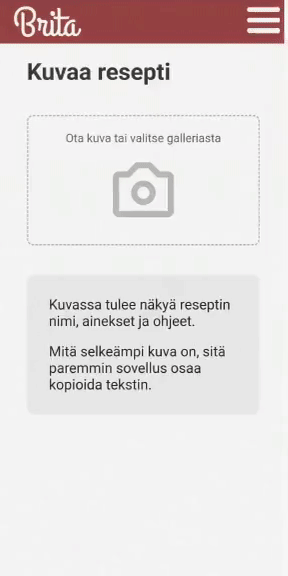 Brita
Kuvaa resepti
Ota kuva tai valitse galleriasta
Kuvassa tulee näkyä reseptin
nimi, ainekset ja ohjeet.
Mitä selkeämpi kuva on, sitä
paremmin sovellus osaa
kopioida tekstin.